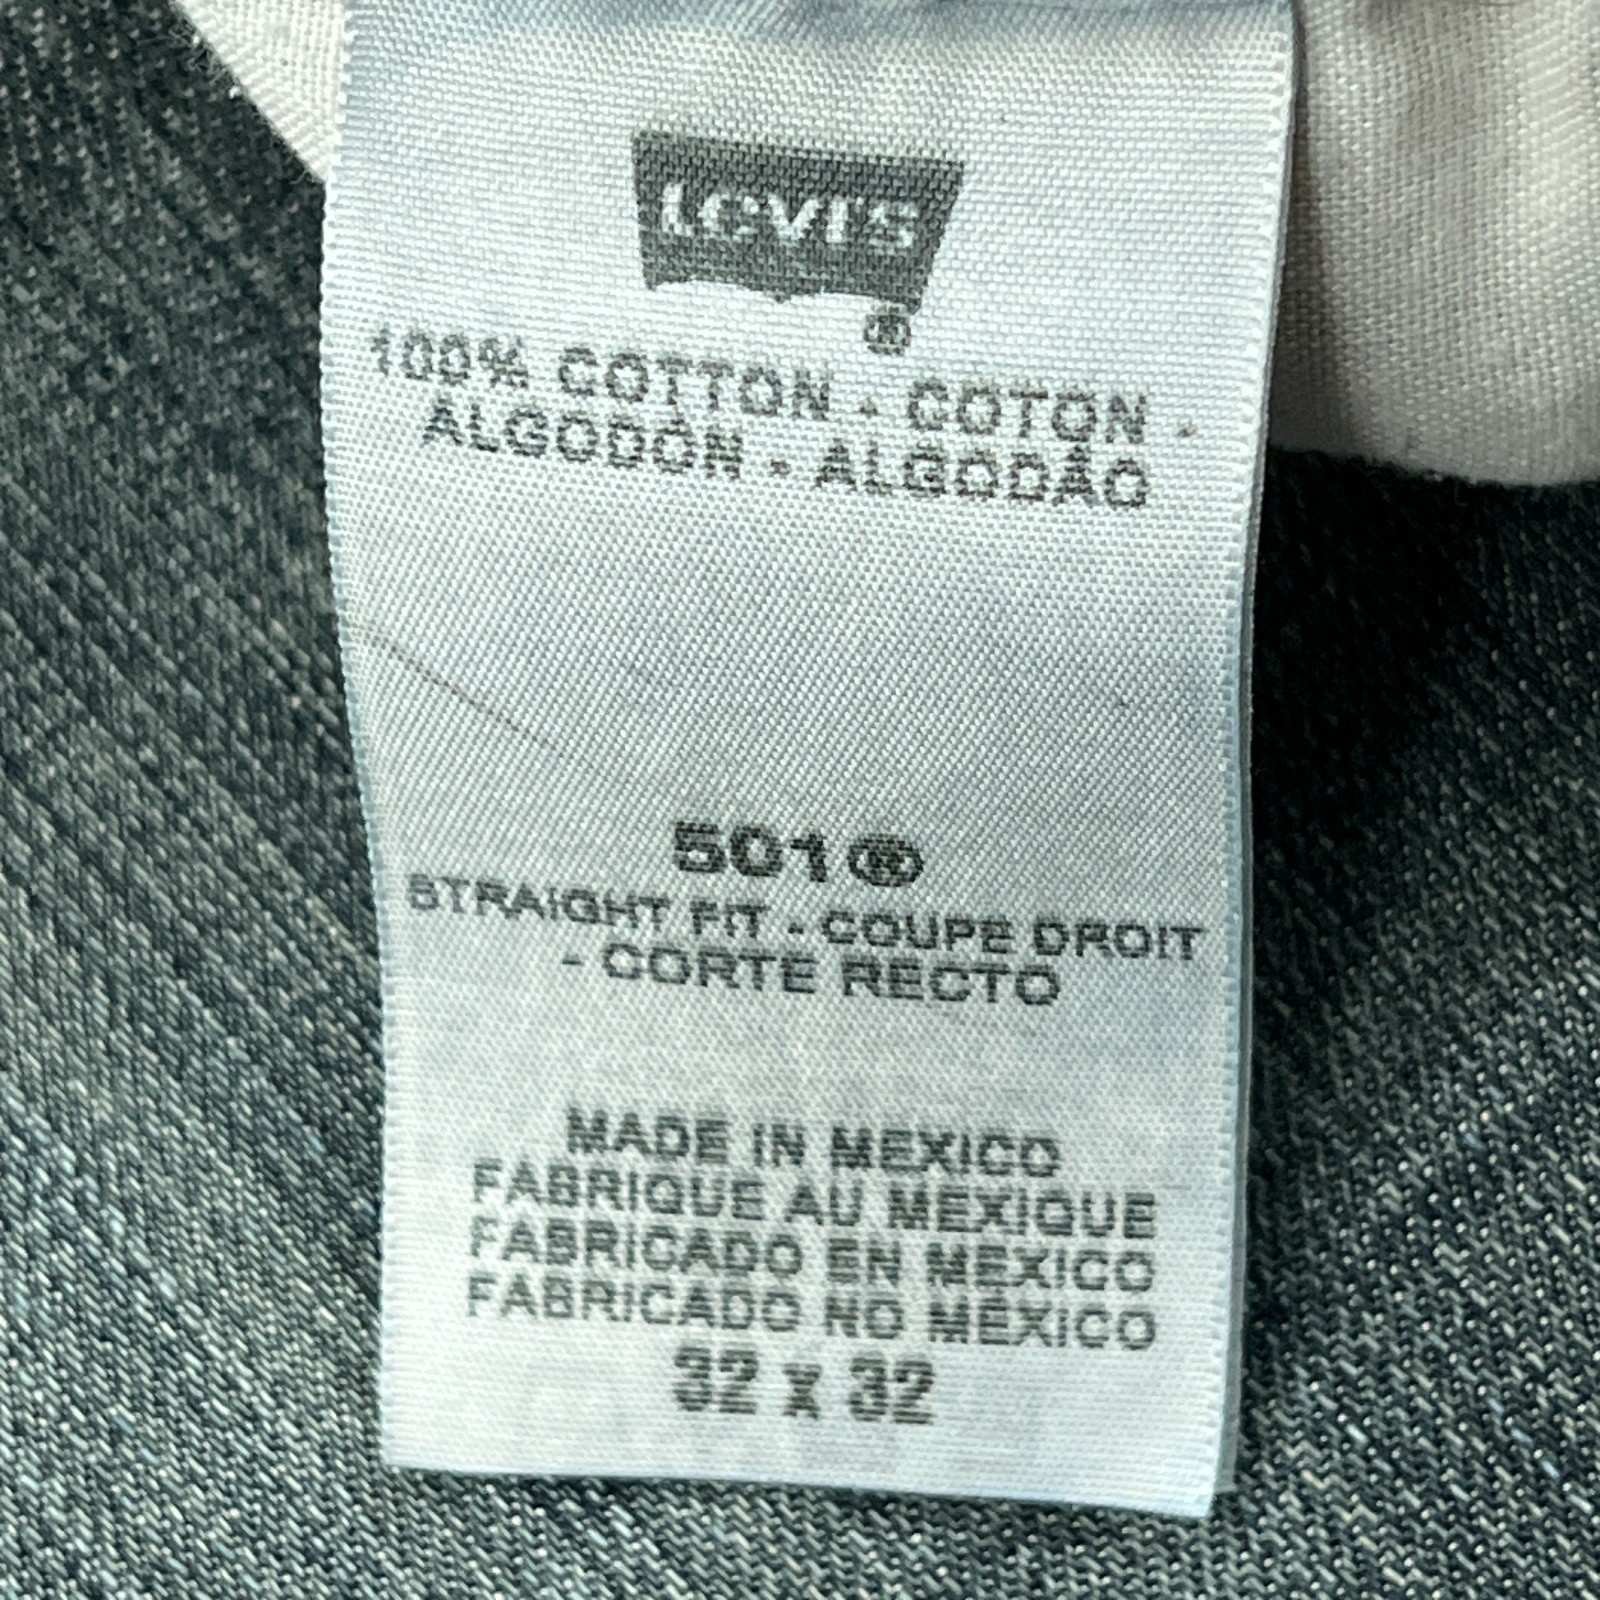 Levi's
®
100% COTTON - COTON -
ALGODÓN - ALGODÃO
501®
STRAIGHT FIT - COUPE DROIT
- CORTE RECTO
MADE IN MEXICO
FABRIQUE AU MEXIQUE
FABRICADO EN MEXICO
FABRICADO NO MÉXICO
32 x 32